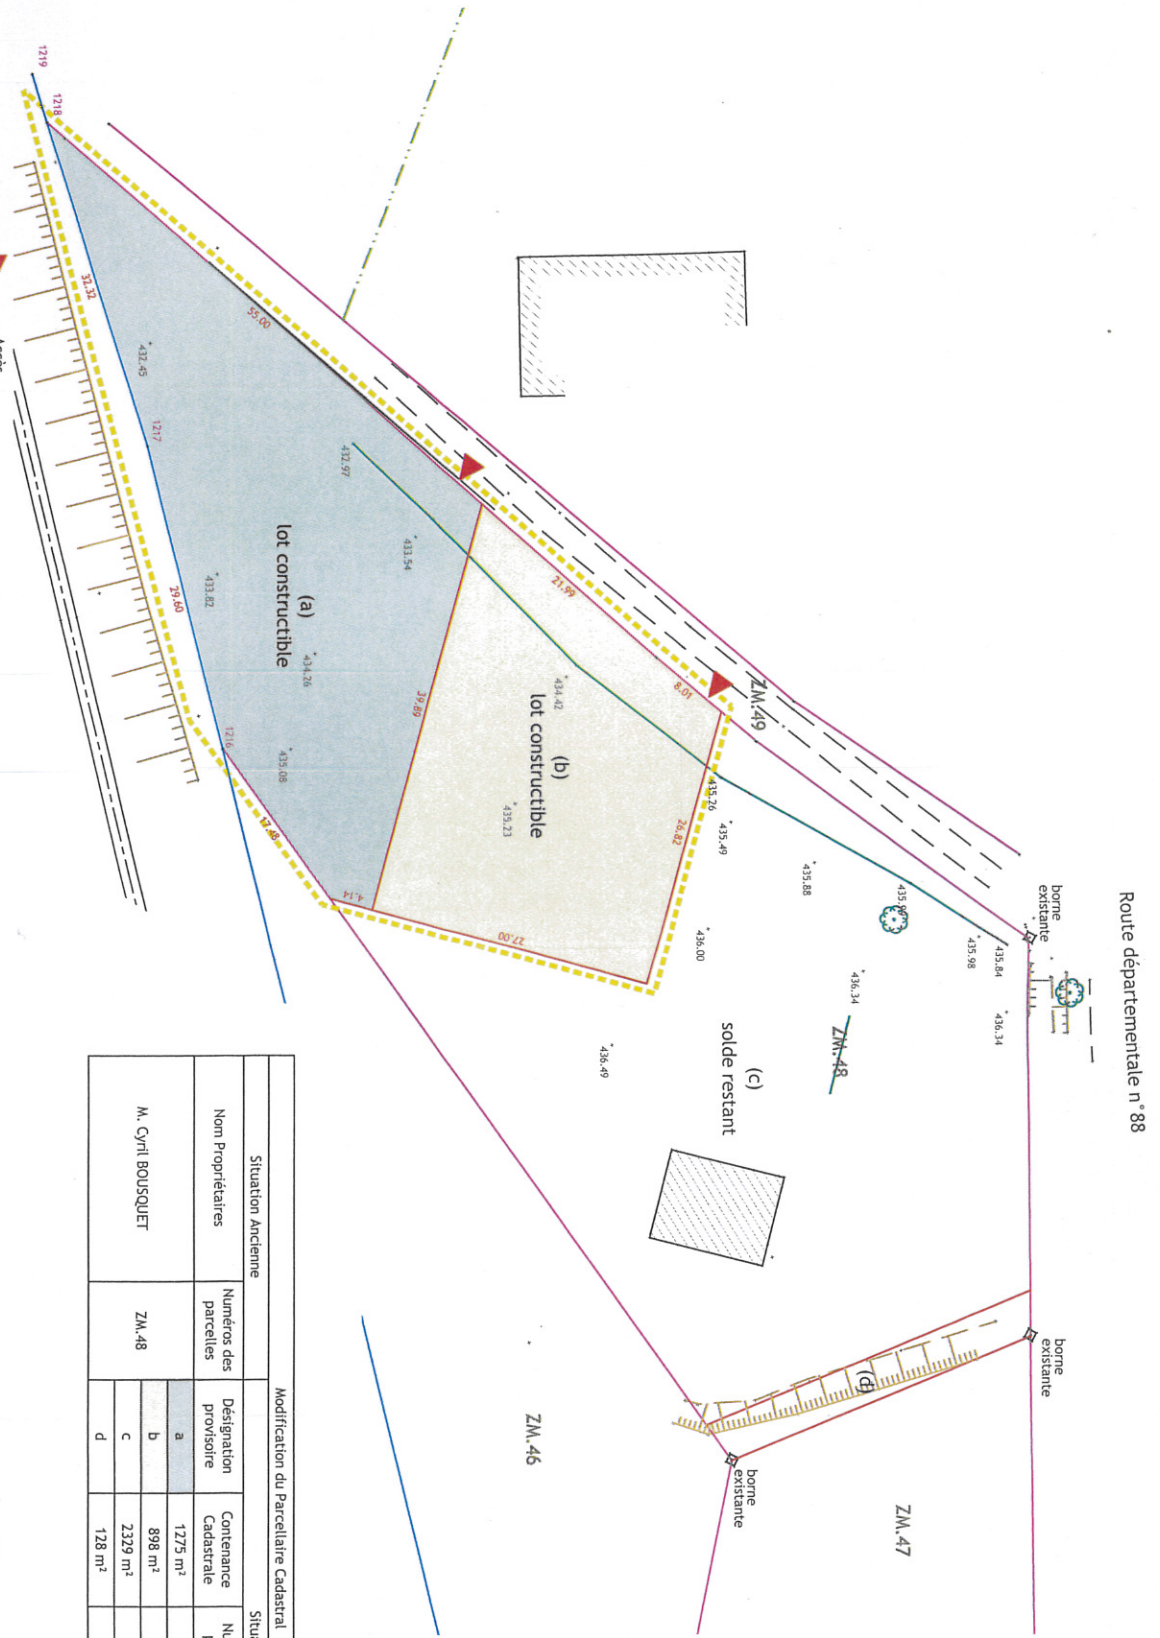 Route départementale n°88
borne
existante
borne
existante
borne
existante
ZM.49
ZM.48
ZM.47
ZM.46
(a)
lot constructible
(b)
lot constructible
(c)
solde restant
(d)
1219
1218
1217
1216
55.00
32.32
29.60
17.48
4.14
39.89
21.99
8.01
26.82
27.00
432.45
432.97
433.54
433.82
434.26
435.08
434.42
435.23
435.26
435.49
435.88
435.98
435.84
436.34
436.34
436.00
436.49
Accès
Modification du Parcellaire Cadastral
Situation Ancienne
Nom Propriétaires
Numéros des
parcelles
Désignation
provisoire
Contenance
Cadastrale
M. Cyril BOUSQUET
ZM.48
a
1275 m²
b
898 m²
c
2329 m²
d
128 m²